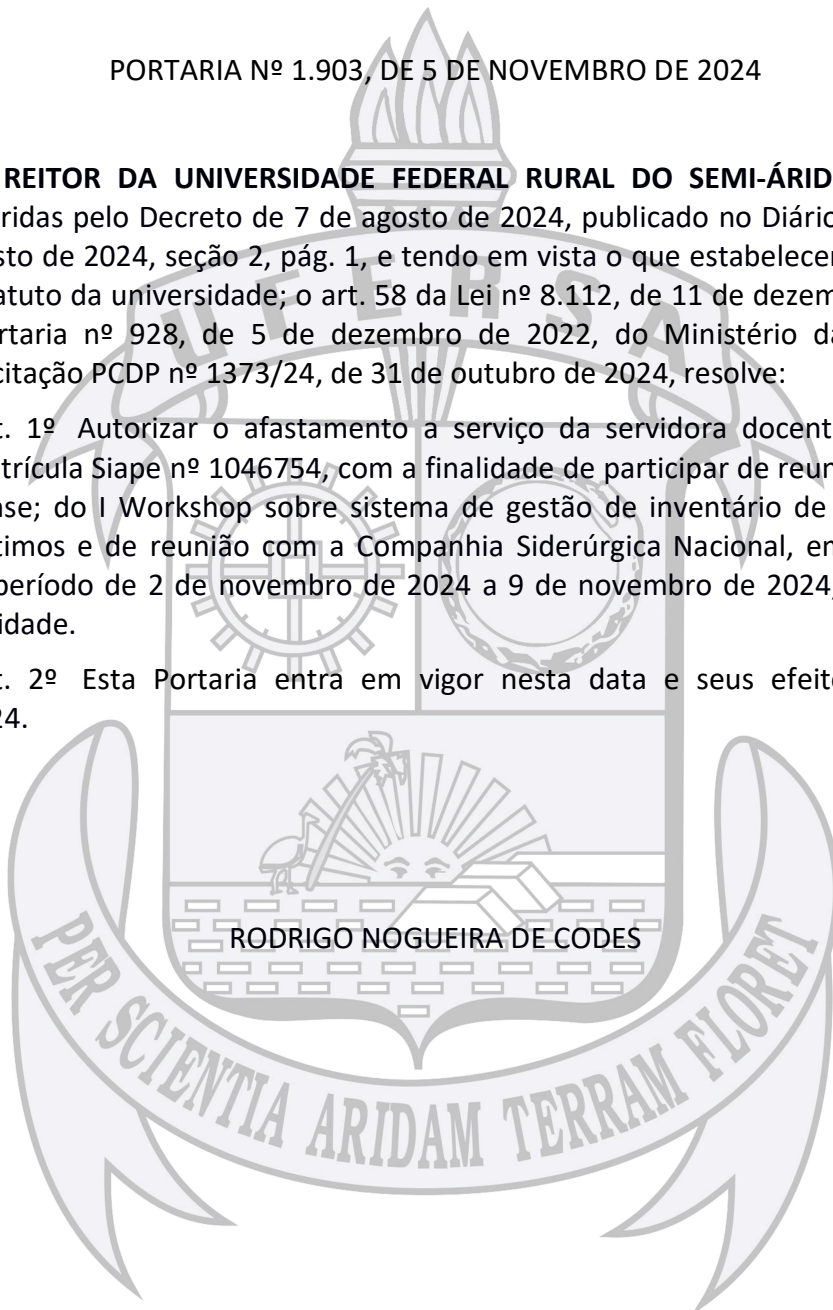 PORTARIA Nº 1.903, DE 5 DE NOVEMBRO DE 2024
REITOR DA UNIVERSIDADE FEDERAL RURAL DO SEMI-ÁRID
ridas pelo Decreto de 7 de agosto de 2024, publicado no Diário
sto de 2024, seção 2, pág. 1, e tendo em vista o que estabelecer
atuto da universidade; o art. 58 da Lei nº 8.112, de 11 de dezem
rtaria nº 928, de 5 de dezembro de 2022, do Ministério da
citação PCDP nº 1373/24, de 31 de outubro de 2024, resolve:
t. 1º Autorizar o afastamento a serviço da servidora docent
trícula Siape nº 1046754, com a finalidade de participar de reun
ase; do I Workshop sobre sistema de gestão de inventário de
timos e de reunião com a Companhia Siderúrgica Nacional, en
período de 2 de novembro de 2024 a 9 de novembro de 2024,
idade.
t. 2º Esta Portaria entra em vigor nesta data e seus efeito
24.
RODRIGO NOGUEIRA DE CODES
UFERSA
PER SCIENTIA ARIDAM TERRAM FLORET